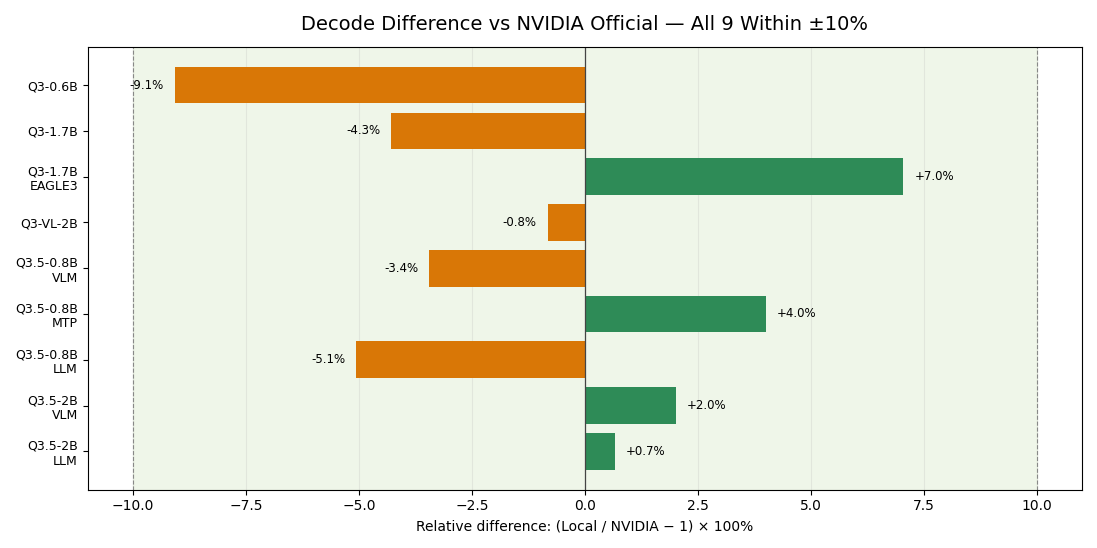 Decode Difference vs NVIDIA Official — All 9 Within ±10%
Q3-0.6B
-9.1%
Q3-1.7B
-4.3%
Q3-1.7B
EAGLE3
+7.0%
Q3-VL-2B
-0.8%
Q3.5-0.8B
VLM
-3.4%
Q3.5-0.8B
MTP
+4.0%
Q3.5-0.8B
LLM
-5.1%
Q3.5-2B
VLM
+2.0%
Q3.5-2B
LLM
+0.7%
−10.0 −7.5 −5.0 −2.5 0.0 2.5 5.0 7.5 10.0
Relative difference: (Local / NVIDIA − 1) × 100%